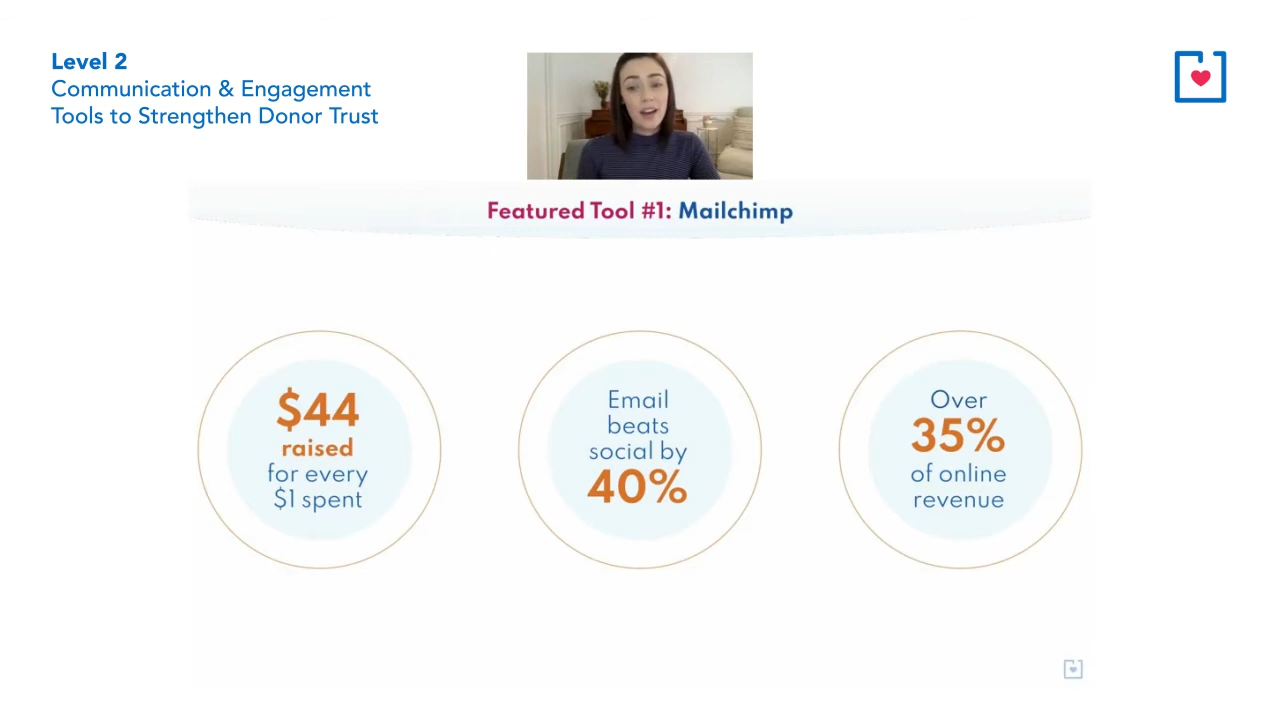 Level 2
Communication & Engagement
Tools to Strengthen Donor Trust
Featured Tool #1: Mailchimp
$44
raised
for every
$1 spent
Email
beats
social by
40%
Over
35%
of online
revenue